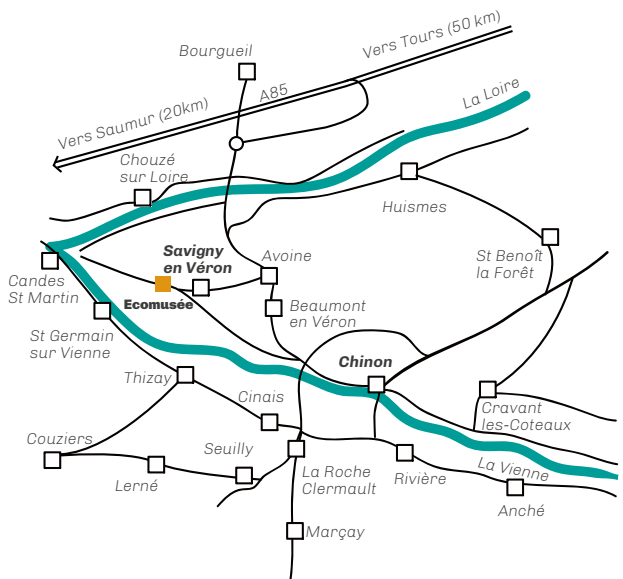 Bourgueil
Vers Tours (50 km)
A85
Vers Saumur (20km)
La Loire
Chouzé
sur Loire
Huismes
Savigny
en Véron
Avoine
St Benoît
la Forêt
Candes
St Martin
Ecomusée
Beaumont
en Véron
St Germain
sur Vienne
Chinon
Thizay
Cinais
Cravant
les-Coteaux
Couziers
Seuilly
La Roche
Clermault
Rivière
La Vienne
Lerné
Anché
Marçay